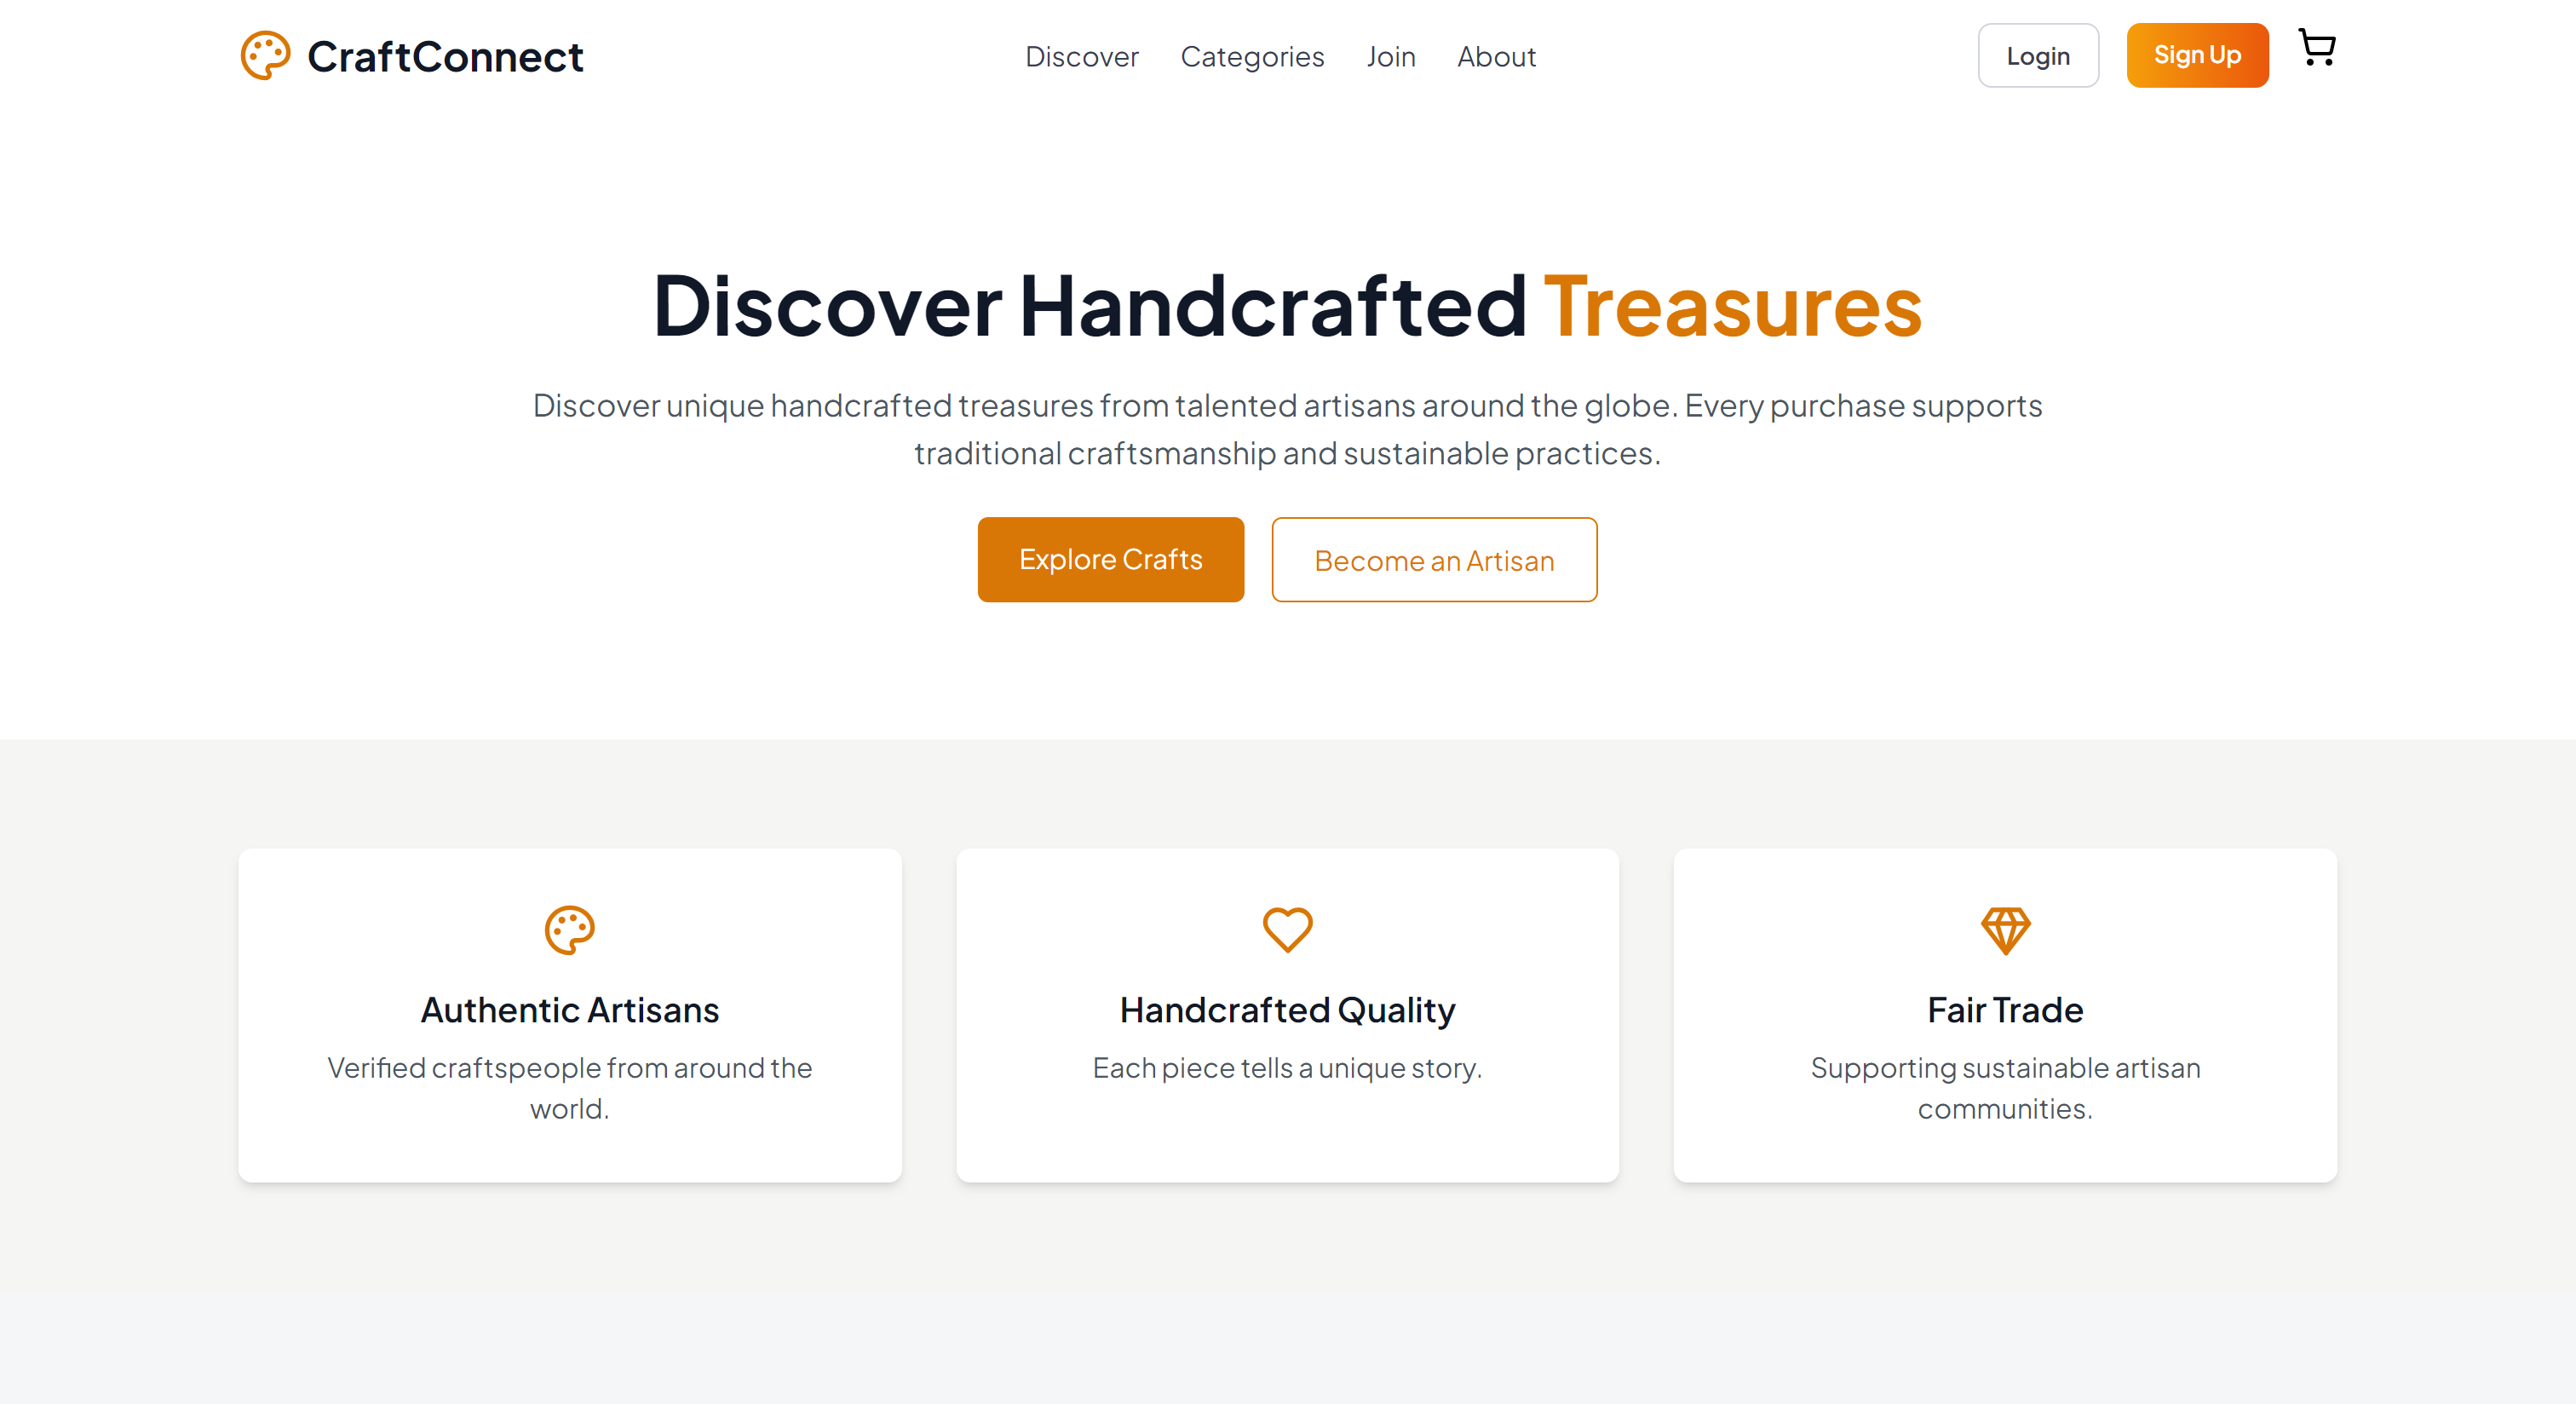 CraftConnect
Discover
Categories
Join
About
Login
Sign Up
Discover Handcrafted Treasures
Discover unique handcrafted treasures from talented artisans around the globe. Every purchase supports
traditional craftsmanship and sustainable practices.
Explore Crafts
Become an Artisan
Authentic Artisans
Verified craftspeople from around the
world.
Handcrafted Quality
Each piece tells a unique story.
Fair Trade
Supporting sustainable artisan
communities.